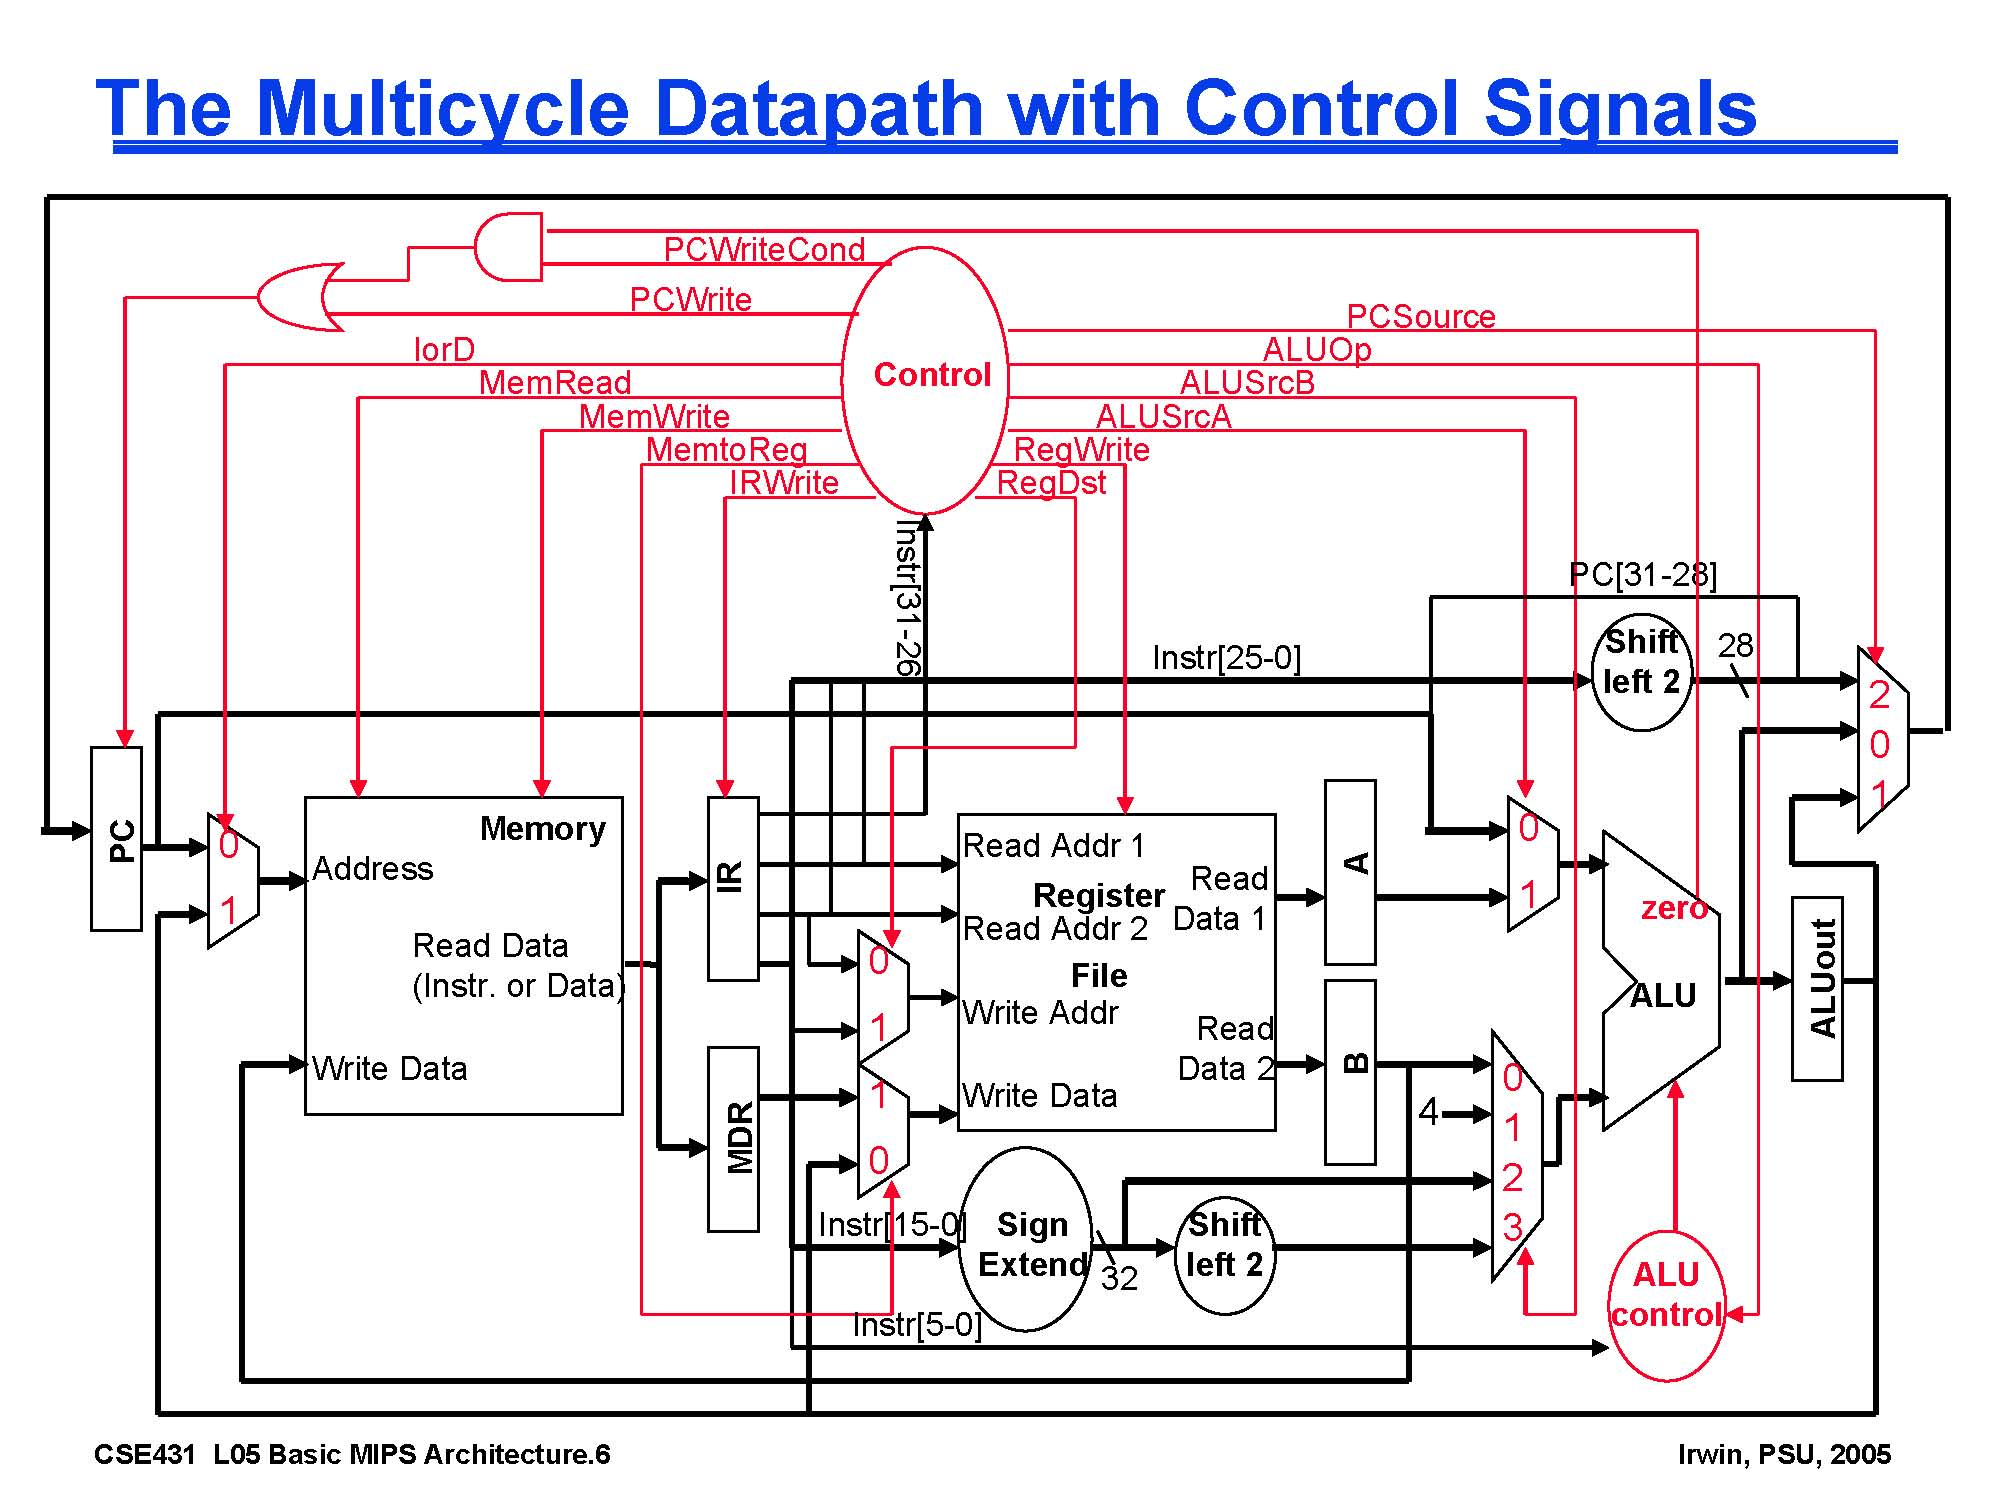 The Multicycle Datapath with Control Signals
PCWriteCond
PCWrite
PCSource
IorD
ALUOp
Control
MemRead
ALUSrcB
MemWrite
ALUSrcA
MemtoReg
RegWrite
IRWrite
RegDst
Instr[31-26]
PC[31-28]
Shift
left 2
28
Instr[25-0]
2
0
1
PC
0
1
Memory
Address
Read Data
(Instr. or Data)
Write Data
IR
MDR
0
1
1
0
Read Addr 1
Register
Read Addr 2
File
Write Addr
Write Data
Read
Data 1
Read
Data 2
A
B
0
1
4
0
1
2
3
zero
ALU
ALUout
Instr[15-0]
Sign
Extend
32
Shift
left 2
ALU
control
Instr[5-0]
CSE431 L05 Basic MIPS Architecture.6
Irwin, PSU, 2005